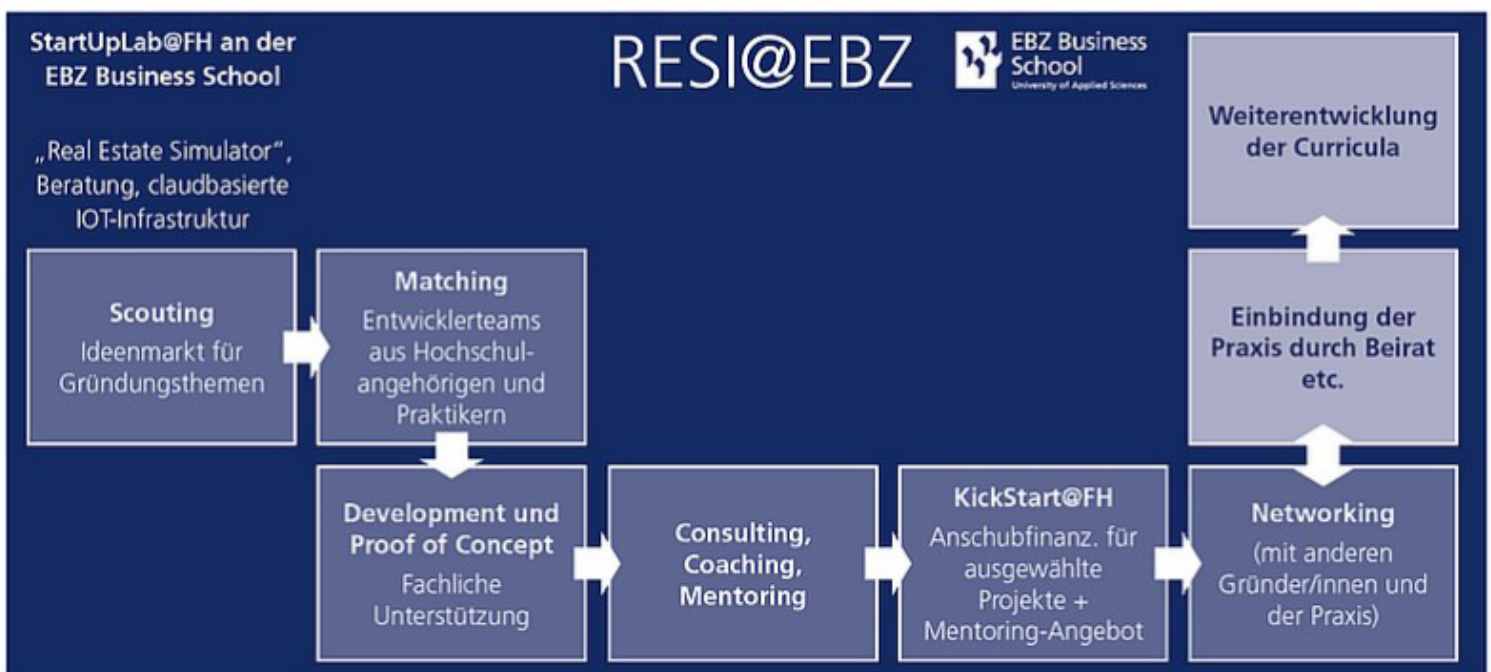 StartUpLab@FH an der
EBZ Business School
RESI@EBZ
EBZ Business
School
University of Applied Sciences
„Real Estate Simulator“,
Beratung, claudbasierte
IOT-Infrastruktur
Scouting
Ideenmarkt für
Gründungsthemen
Matching
Entwicklerteams
aus Hochschul-
angehörigen und
Praktikern
Development und
Proof of Concept
Fachliche
Unterstützung
Consulting,
Coaching,
Mentoring
KickStart@FH
Anschubfinanz. für
ausgewählte
Projekte +
Mentoring-Angebot
Networking
(mit anderen
Gründer/innen und
der Praxis)
Einbindung der
Praxis durch Beirat
etc.
Weiterentwicklung
der Curricula